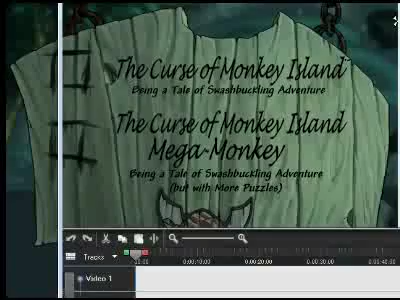 The Curse of Monkey Island™
Being a Tale of Swashbuckling Adventure
The Curse of Monkey Island
Mega-Monkey
Being a Tale of Swashbuckling Adventure
(but with More Puzzles)
Tracks
0:00:10:00
0:00:20:00
0:00:30:00
0:00:40:00
Video 1